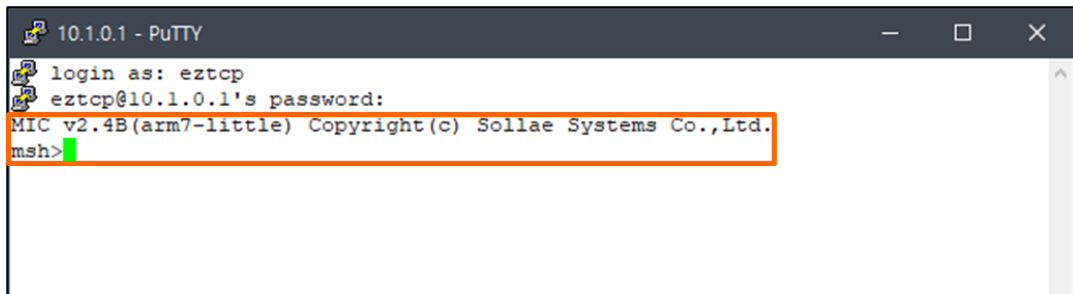 10.1.0.1 - PuTTY
login as: eztcp
eztcp@10.1.0.1's password:
MIC v2.4B(arm7-little) Copyright(c) Sollae Systems Co.,Ltd.
msh>